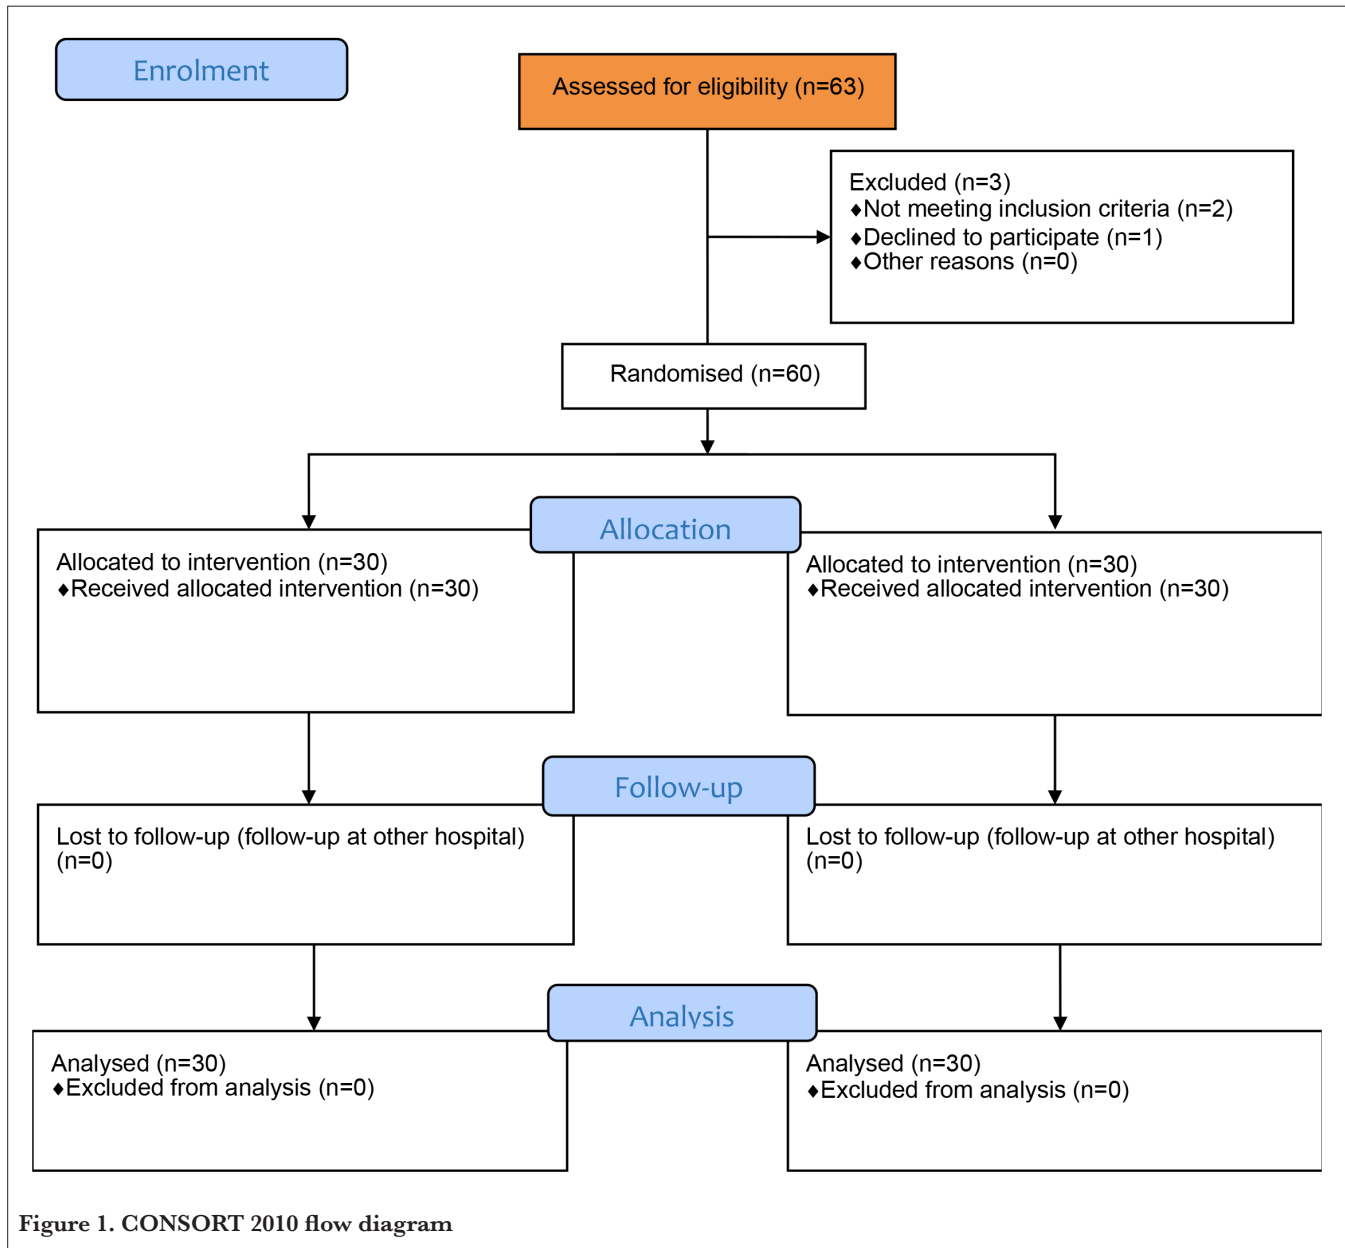 Enrolment
Assessed for eligibility (n=63)
Excluded (n=3)
♦Not meeting inclusion criteria (n=2)
♦Declined to participate (n=1)
♦Other reasons (n=0)
Randomised (n=60)
Allocation
Allocated to intervention (n=30)
♦Received allocated intervention (n=30)
Allocated to intervention (n=30)
♦Received allocated intervention (n=30)
Follow-up
Lost to follow-up (follow-up at other hospital)
(n=0)
Lost to follow-up (follow-up at other hospital)
(n=0)
Analysis
Analysed (n=30)
♦Excluded from analysis (n=0)
Analysed (n=30)
♦Excluded from analysis (n=0)
Figure 1. CONSORT 2010 flow diagram